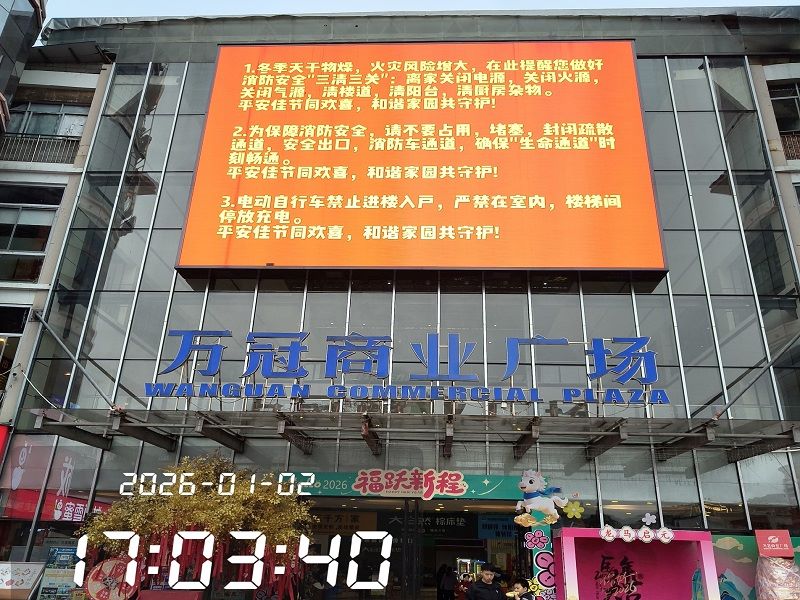 1.冬季天干物燥，火灾风险增大，在此提醒您做好
消防安全"三清三关"：离家关闭电源，关闭火源，
关闭气源，清楼道，清阳台，清厨房杂物。
平安佳节同欢喜，和谐家园共守护!
2.为保障消防安全，请不要占用，堵塞，封闭疏散
通道，安全出口，消防车通道，确保"生命通道"时
刻畅通。
平安佳节同欢喜，和谐家园共守护!
3.电动自行车禁止进楼入户，严禁在室内，楼梯间
停放充电。
平安佳节同欢喜，和谐家园共守护!
万冠商业广场
WANGUAN COMMERCIAL PLAZA
2026-01-02
2026
福跃新程
17:03:40
龙马启元